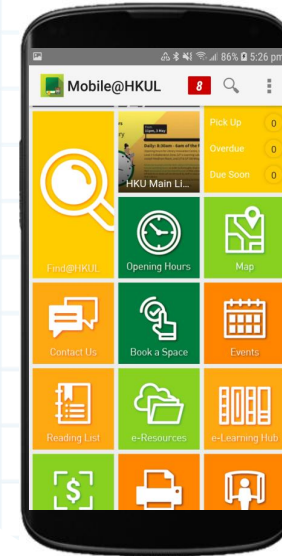 86% 5:26 pm
Mobile@HKUL
8
Pick Up 0
Overdue 0
Due Soon 0
HKU Main Li...
Find@HKUL
Opening Hours
Map
Contact Us
Book a Space
Events
Reading List
e-Resources
e-Learning Hub
$